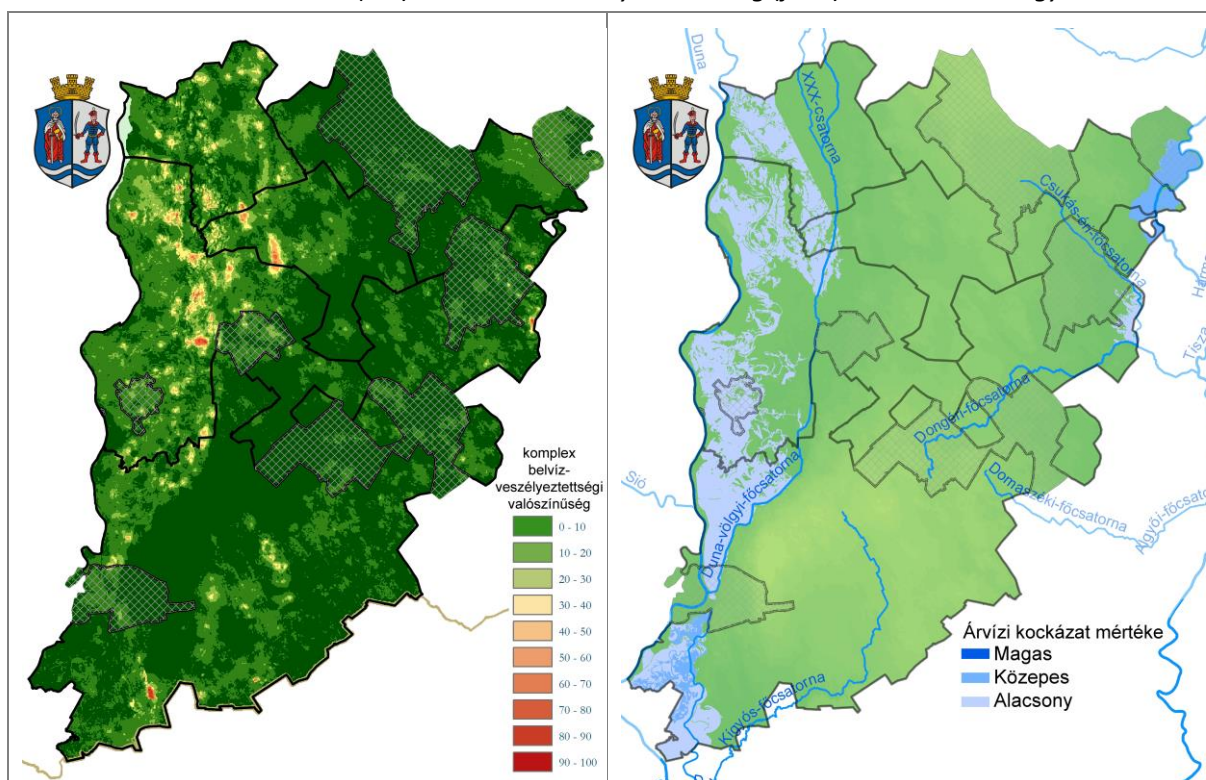 komplex
belvíz-
veszélyeztettségi
valószínűség
0 - 10
10 - 20
20 - 30
30 - 40
40 - 50
50 - 60
60 - 70
70 - 80
80 - 90
90 - 100
Duna
XXX-csatorna
Csukás-éri-főcsatorna
Tisza
Dongéri-főcsatorna
Sió
Duna-völgyi-főcsatorna
Domaszéki-főcsatorna
Algyői-főcsato
Kígyós-főcsatorna
Árvízi kockázat mértéke
Magas
Közepes
Alacsony